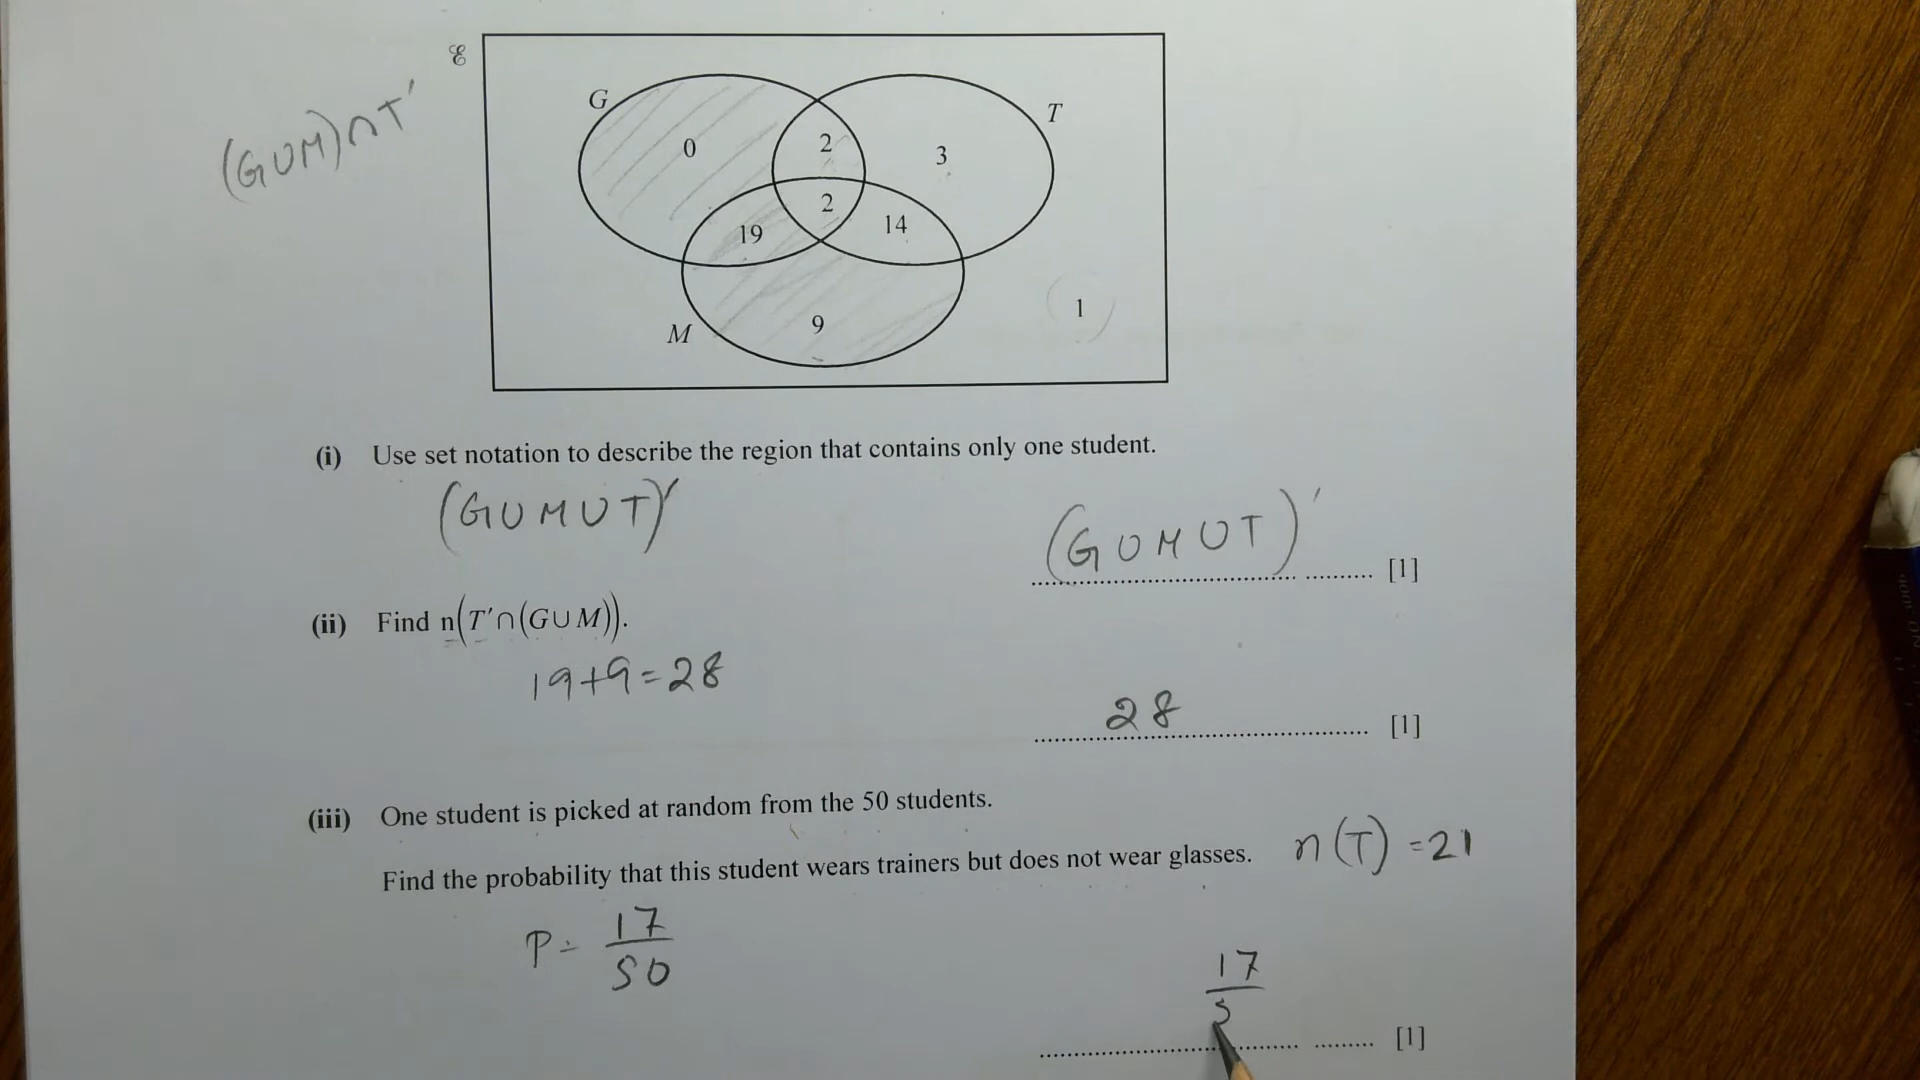 ℰ
(G∪M)∩T′
G
T
0
2
3
2
19
14
M
9
1
(i) Use set notation to describe the region that contains only one student.
(G∪M∪T)′
(G∪M∪T)′
[1]
(ii) Find n(T′∩(G∪M)).
19+9=28
28
[1]
(iii) One student is picked at random from the 50 students.
Find the probability that this student wears trainers but does not wear glasses. n(T) =21
P = 17/50
17/5
[1]